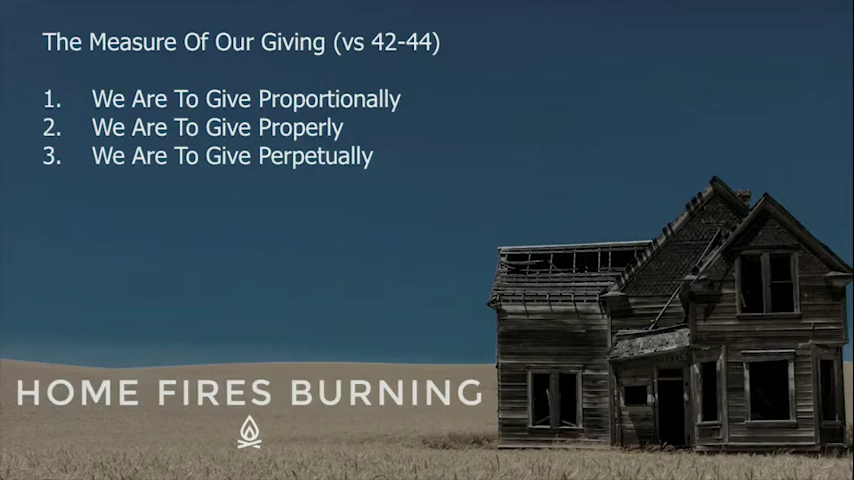 The Measure Of Our Giving (vs 42-44)
1. We Are To Give Proportionally
2. We Are To Give Properly
3. We Are To Give Perpetually
HOME FIRES BURNING